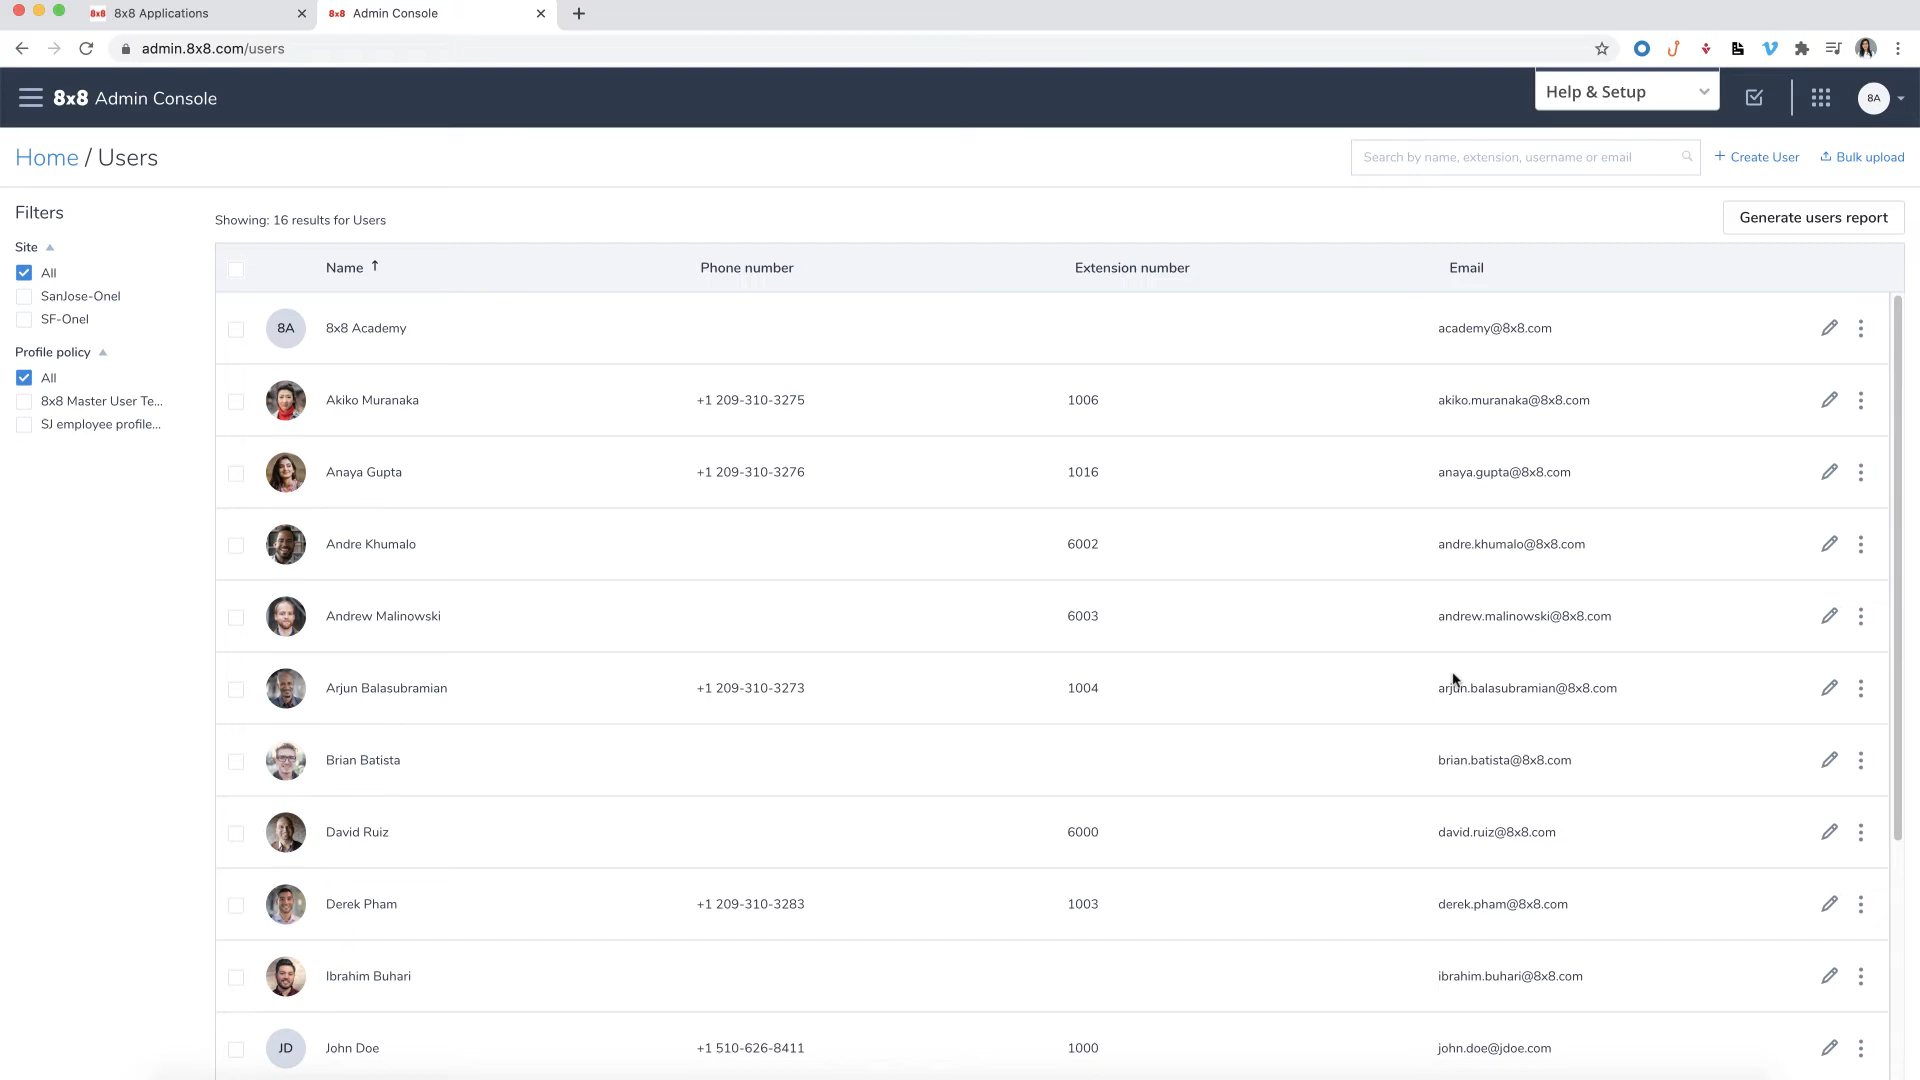 8x8 8x8 Applications
8x8 Admin Console
admin.8x8.com/users
8x8 Admin Console
Help & Setup
8A
Home / Users
Search by name, extension, username or email
+ Create User
Bulk upload
Filters
Showing: 16 results for Users
Generate users report
Site
All
SanJose-Onel
SF-Onel
Profile policy
All
8x8 Master User Te...
SJ employee profile...
Name Phone number Extension number Email
8A 8x8 Academy academy@8x8.com
Akiko Muranaka +1 209-310-3275 1006 akiko.muranaka@8x8.com
Anaya Gupta +1 209-310-3276 1016 anaya.gupta@8x8.com
Andre Khumalo 6002 andre.khumalo@8x8.com
Andrew Malinowski 6003 andrew.malinowski@8x8.com
Arjun Balasubramian +1 209-310-3273 1004 arjun.balasubramian@8x8.com
Brian Batista brian.batista@8x8.com
David Ruiz 6000 david.ruiz@8x8.com
Derek Pham +1 209-310-3283 1003 derek.pham@8x8.com
Ibrahim Buhari ibrahim.buhari@8x8.com
JD John Doe +1 510-626-8411 1000 john.doe@jdoe.com